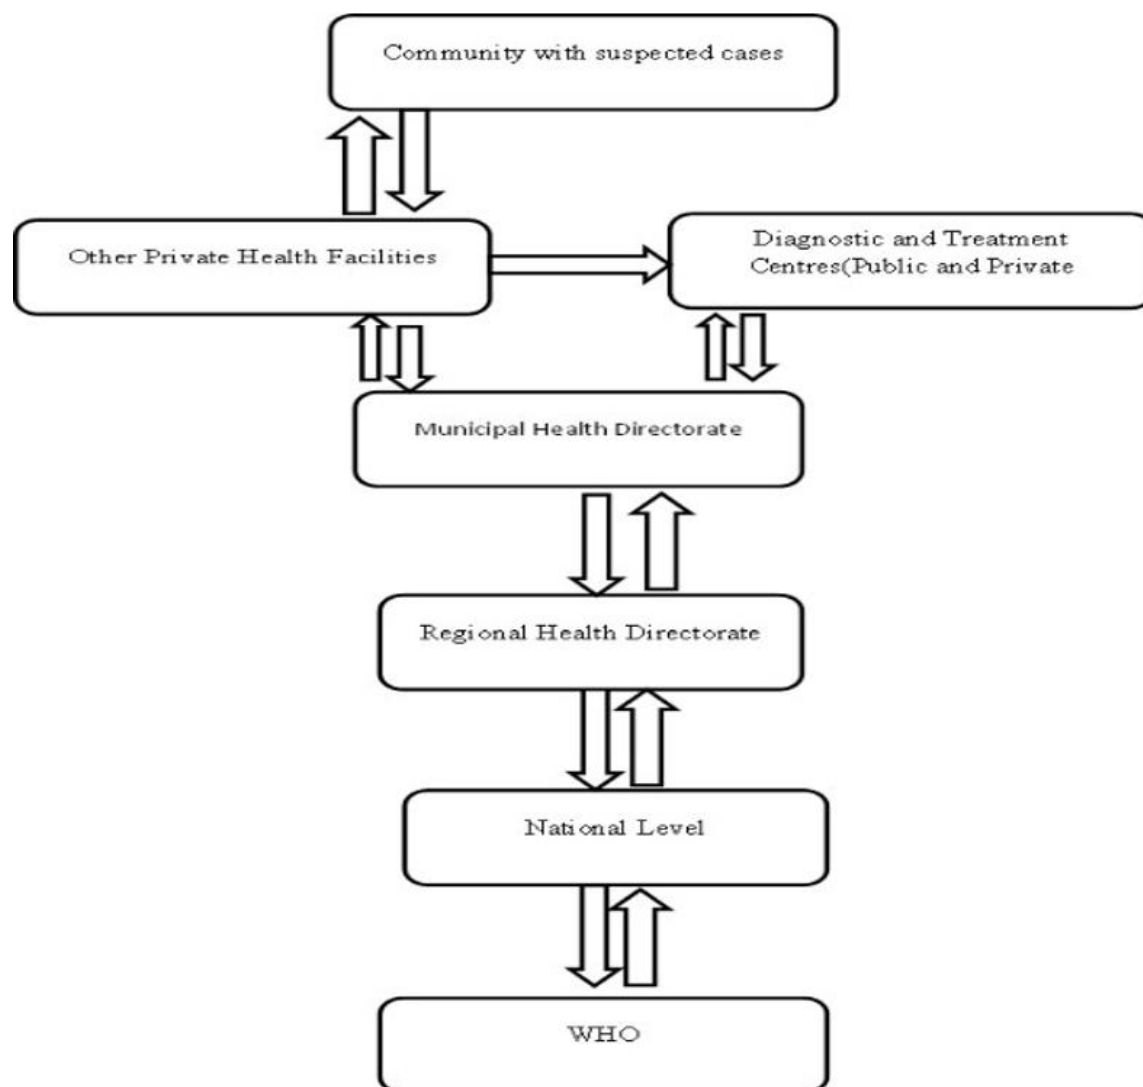 Community with suspected cases
Other Private Health Facilities
Diagnostic and Treatment
Centres(Public and Private
Municipal Health Directorate
Regional Health Directorate
National Level
WHO